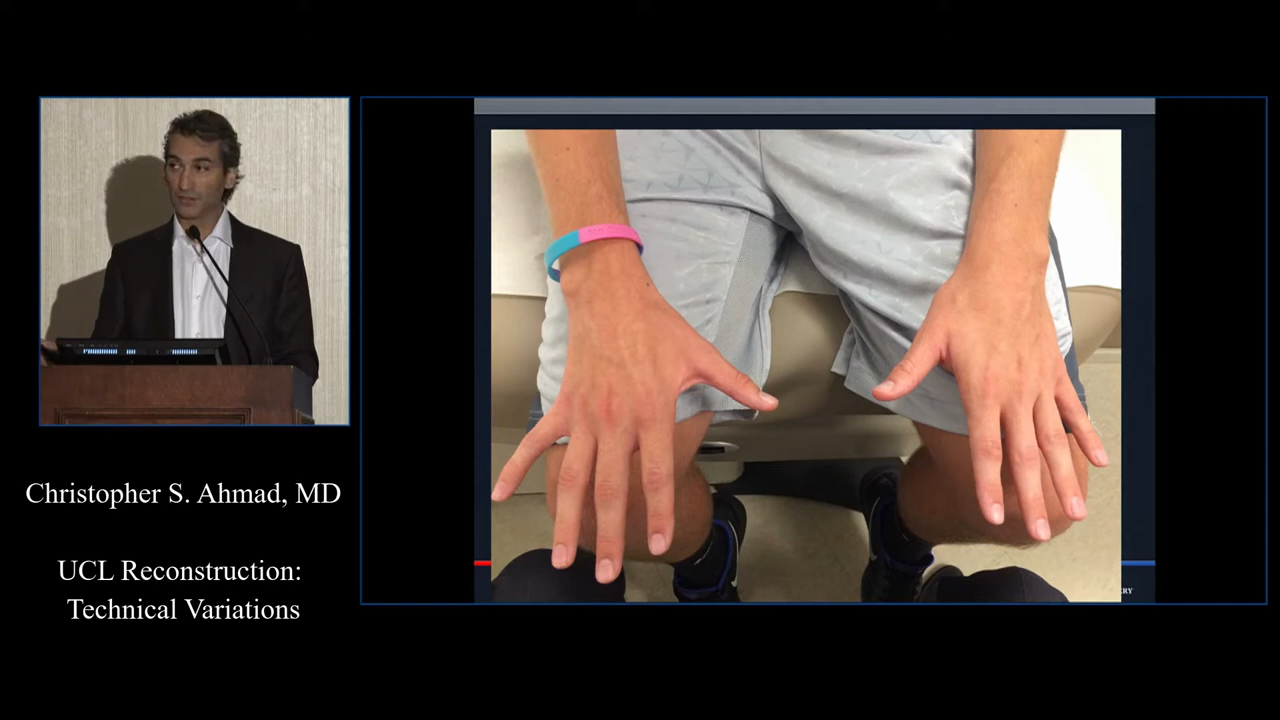 Christopher S. Ahmad, MD
UCL Reconstruction:
Technical Variations